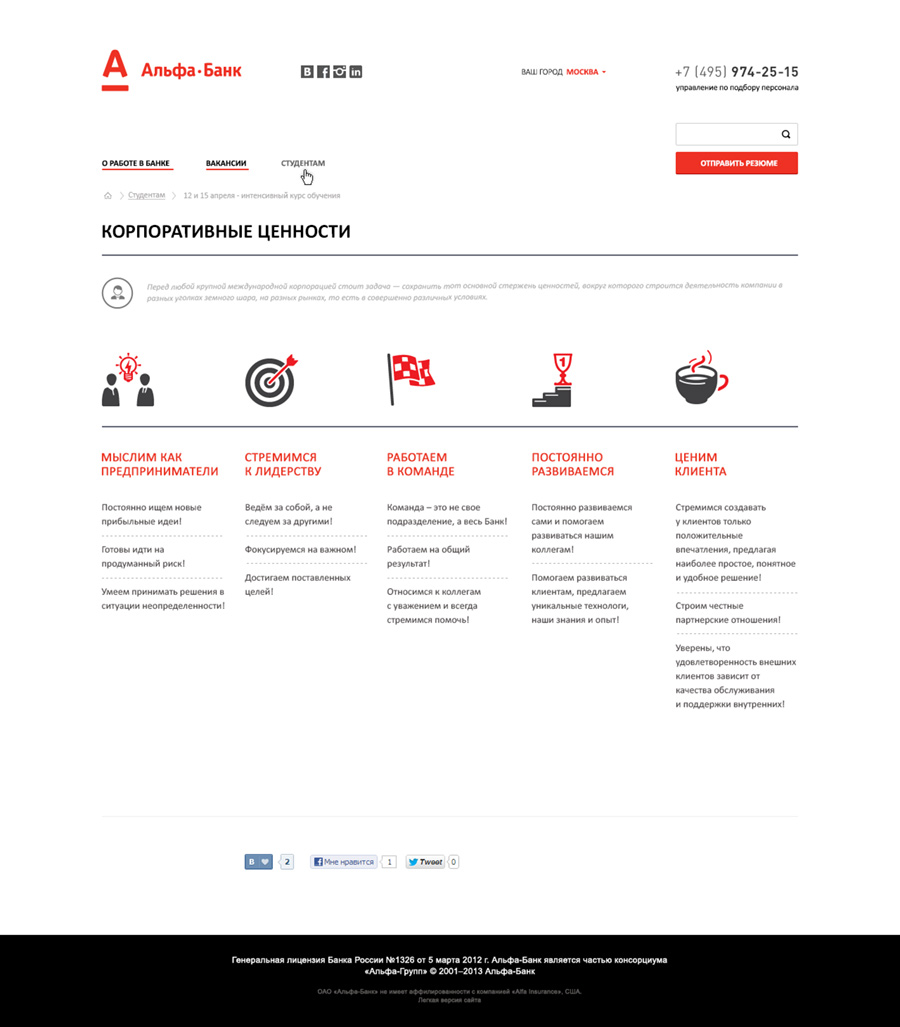 А
Альфа·Банк
ВАШ ГОРОД МОСКВА
+7 (495) 974-25-15
управление по подбору персонала
О РАБОТЕ В БАНКЕ ВАКАНСИИ СТУДЕНТАМ
ОТПРАВИТЬ РЕЗЮМЕ
Студентам 12 и 15 апреля - интенсивный курс обучения
КОРПОРАТИВНЫЕ ЦЕННОСТИ
Перед любой крупной международной корпорацией стоит задача — сохранить тот основной стержень ценностей, вокруг которого строится деятельность компании в
разных уголках земного шара, на разных рынках, то есть в совершенно различных условиях.
1
МЫСЛИМ КАК
ПРЕДПРИНИМАТЕЛИ
Постоянно ищем новые
прибыльные идеи!
Готовы идти на
продуманный риск!
Умеем принимать решения в
ситуации неопределенности!
СТРЕМИМСЯ
К ЛИДЕРСТВУ
Ведём за собой, а не
следуем за другими!
Фокусируемся на важном!
Достигаем поставленных
целей!
РАБОТАЕМ
В КОМАНДЕ
Команда – это не свое
подразделение, а весь Банк!
Работаем на общий
результат!
Относимся к коллегам
с уважением и всегда
стремимся помочь!
ПОСТОЯННО
РАЗВИВАЕМСЯ
Постоянно развиваемся
сами и помогаем
развиваться нашим
коллегам!
Помогаем развиваться
клиентам, предлагаем
уникальные технологи,
наши знания и опыт!
ЦЕНИМ
КЛИЕНТА
Стремимся создавать
у клиентов только
положительные
впечатления, предлагая
наиболее простое, понятное
и удобное решение!
Строим честные
партнерские отношения!
Уверены, что
удовлетворенность внешних
клиентов зависит от
качества обслуживания
и поддержки внутренних!
В 2 Мне нравится 1 Tweet 0
Генеральная лицензия Банка России №1326 от 5 марта 2012 г. Альфа-Банк является частью консорциума
«Альфа-Групп» © 2001–2013 Альфа-Банк
ОАО «Альфа-Банк» не имеет аффилированности с компанией «Alfa Insurance», США.
Легкая версия сайта